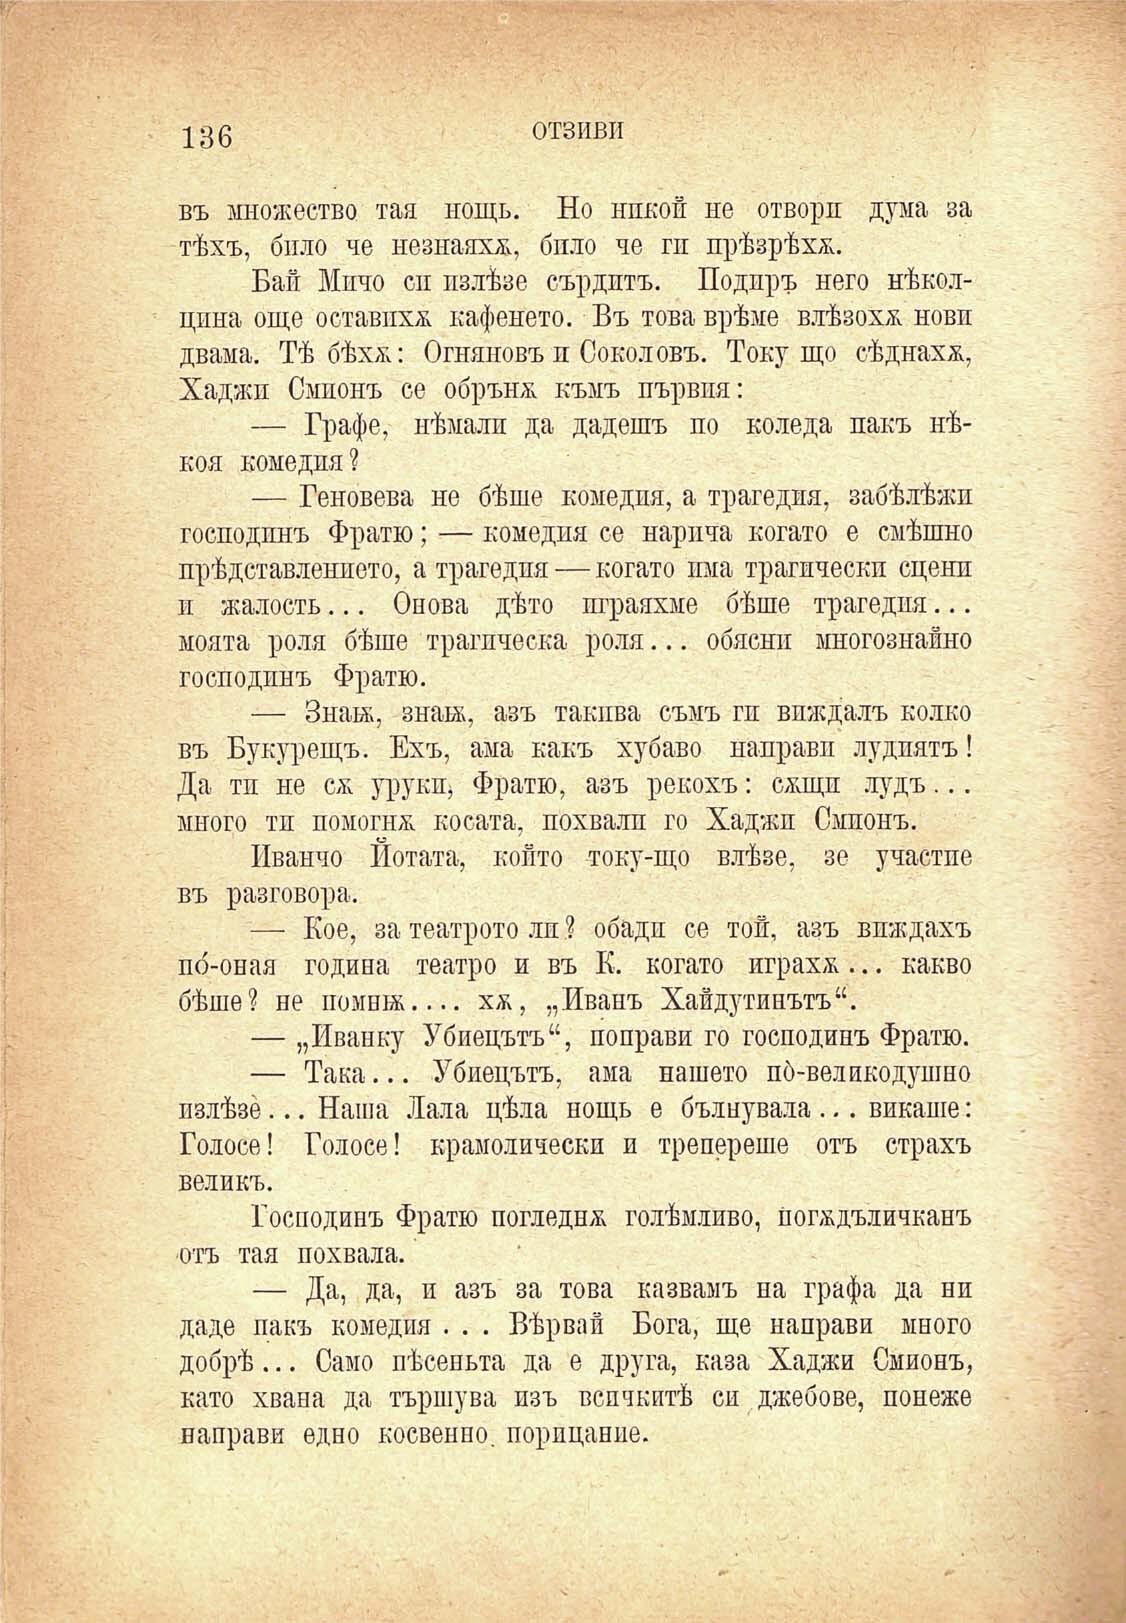 136
ОТЗИВИ
въ множество тая нощь. Но никой не отвори дума за
тѣхъ, било че незнаяхѫ, било че ги прѣзрѣхѫ.
Бай Мичо си излѣзе сърдитъ. Подиръ него нѣкол-
цина още оставихѫ кафенето. Въ това врѣме влѣзохѫ нови
двама. Тѣ бѣхѫ: Огняновъ и Соколовъ. Току що сѣднахѫ,
Хаджи Смионъ се обрънѫ къмъ първия:
— Графе, нѣмали да дадешъ по коледа пакъ нѣ-
коя комедия?
— Геновева не бѣше комедия, а трагедия, забѣлѣжи
господинъ Фратю; — комедия се нарича когато е смѣшно
прѣдставлението, а трагедия — когато има трагически сцени
и жалость... Онова дѣто играяхме бѣше трагедия...
моята роля бѣше трагическа роля... обясни многознайно
господинъ Фратю.
— Знаѭ, знаѭ, азъ такива съмъ ги виждалъ колко
въ Букурещъ. Ехъ, ама какъ хубаво направи лудиятъ!
Да ти не сѫ уруки, Фратю, азъ рекохъ: сѫщи лудъ...
много ти помогнѫ косата, похвали го Хаджи Смионъ.
Иванчо Йотата, който току-що влѣзе, зе участие
въ разговора.
— Кое, за театрото ли? обади се той, азъ виждахъ
по́-оная година театро и въ К. когато играхѫ... какво
бѣше? не помнѭ.... хѫ, „Иванъ Хайдутинътъ“.
— „Иванку Убиецътъ“, поправи го господинъ Фратю.
— Така... Убиецътъ, ама нашето по̀-великодушно
излѣзе... Наша Лала цѣла нощь е бълнувала... викаше:
Голосе! Голосе! крамолически и трепереше отъ страхъ
великъ.
Господинъ Фратю погледнѫ голѣмливо, погѫдъличканъ
отъ тая похвала.
— Да, да, и азъ за това казвамъ на графа да ни
даде пакъ комедия ... Вѣрвай Бога, ще направи много
добрѣ... Само пѣсеньта да е друга, каза Хаджи Смионъ,
като хвана да тършува изъ всичкитѣ си джебове, понеже
направи едно косвенно порицание.